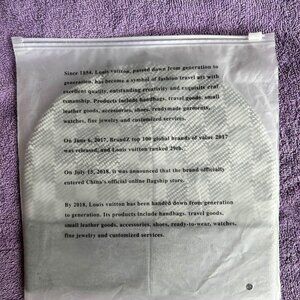 Since 1854, Louis vuitton, passed down from generation to
generation, has become a symbol of fashion travel arts with
excellent quality, outstanding creativity and exquisite craf
tsmanship. Products include handbags, travel goods, small
leather goods, accessories, shoes, readymade garments,
watches, fine jewelry and customized services.
On June 6, 2017, BrandZ top 100 global brands of value 2017
was released, and Louis vuitton ranked 29th.
On July 15, 2018, it was announced that the brand officially
entered China's official online flagship store.
By 2018, Louis vuitton has been handed down from generation
to generation. Its products include handbags, travel goods,
small leather goods, accessories, shoes, ready-to-wear, watches,
fine jewelry and customized services.